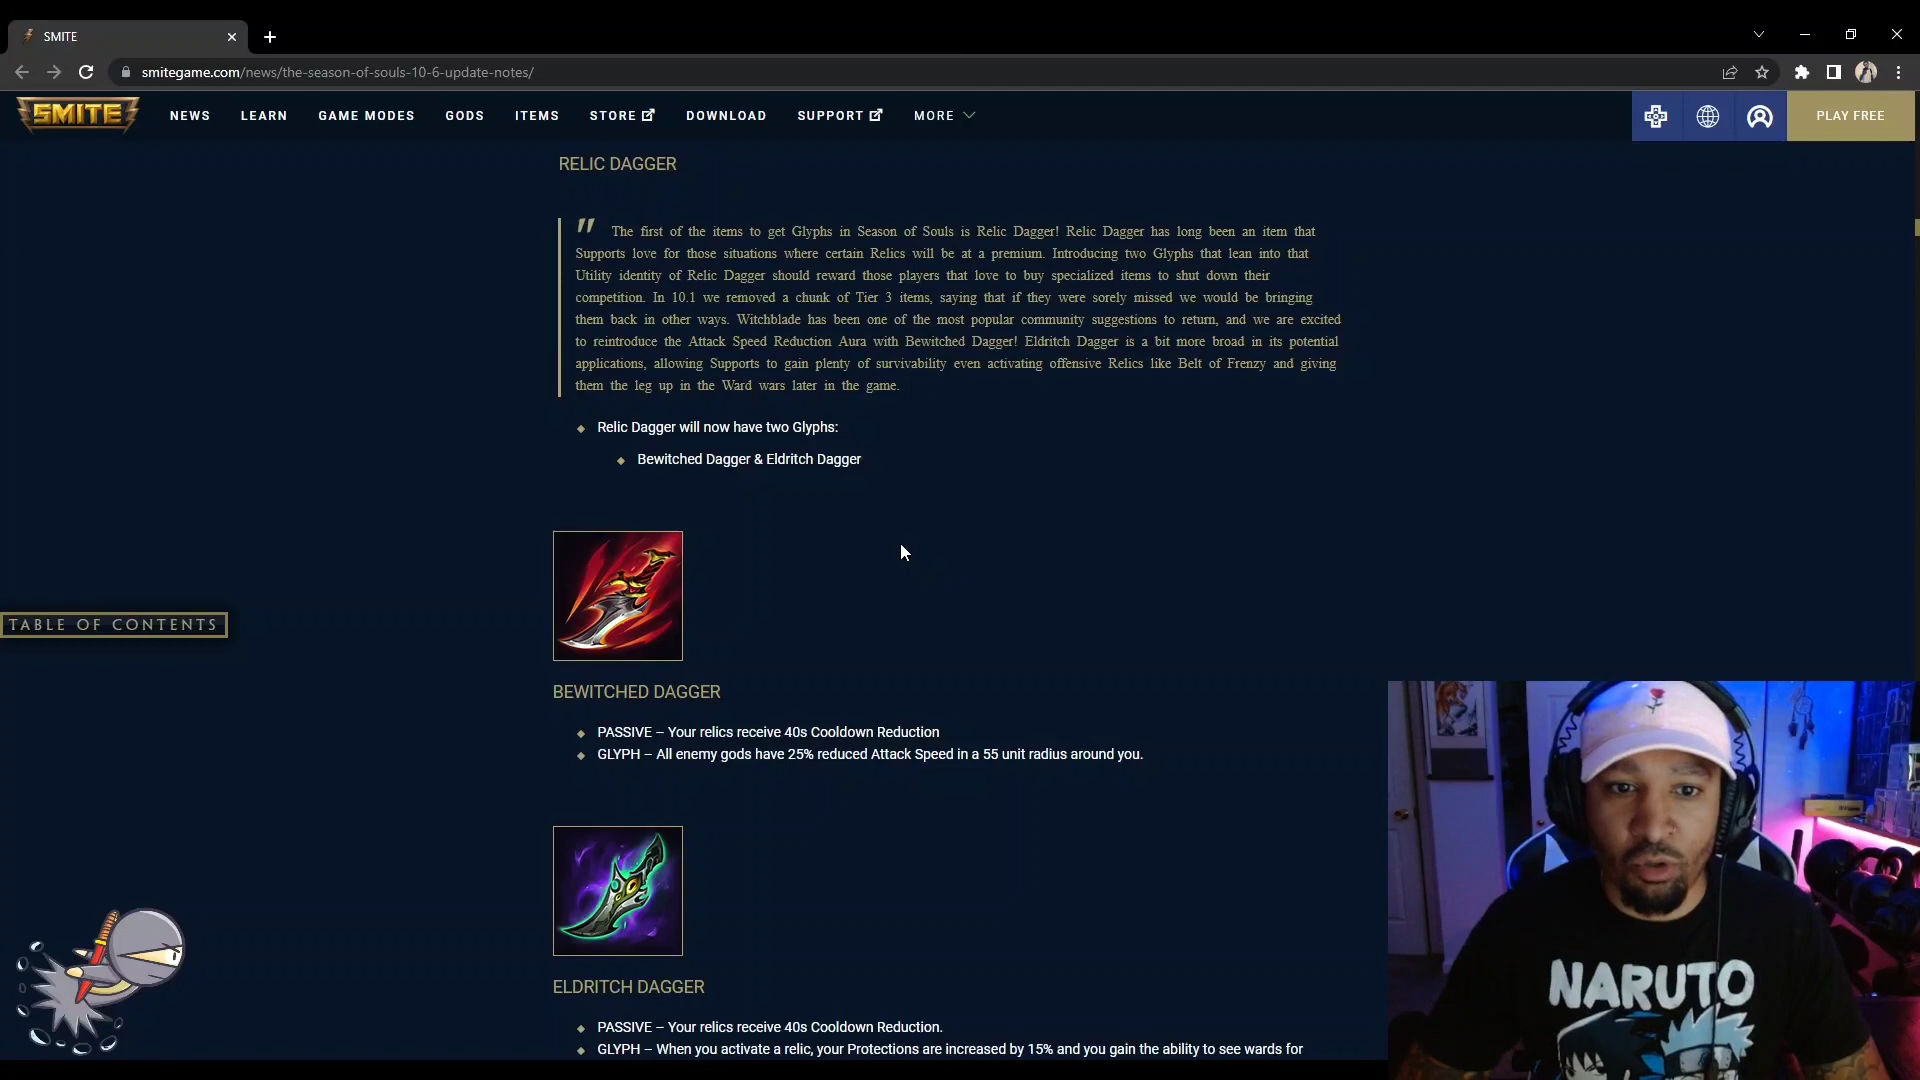 SMITE
smitegame.com/news/the-season-of-souls-10-6-update-notes/
SMITE
NEWS LEARN GAME MODES GODS ITEMS STORE DOWNLOAD SUPPORT MORE PLAY FREE
RELIC DAGGER
" The first of the items to get Glyphs in Season of Souls is Relic Dagger! Relic Dagger has long been an item that
Supports love for those situations where certain Relics will be at a premium. Introducing two Glyphs that lean into that
Utility identity of Relic Dagger should reward those players that love to buy specialized items to shut down their
competition. In 10.1 we removed a chunk of Tier 3 items, saying that if they were sorely missed we would be bringing
them back in other ways. Witchblade has been one of the most popular community suggestions to return, and we are excited
to reintroduce the Attack Speed Reduction Aura with Bewitched Dagger! Eldritch Dagger is a bit more broad in its potential
applications, allowing Supports to gain plenty of survivability even activating offensive Relics like Belt of Frenzy and giving
them the leg up in the Ward wars later in the game.
Relic Dagger will now have two Glyphs:
Bewitched Dagger & Eldritch Dagger
TABLE OF CONTENTS
BEWITCHED DAGGER
PASSIVE – Your relics receive 40s Cooldown Reduction
GLYPH – All enemy gods have 25% reduced Attack Speed in a 55 unit radius around you.
ELDRITCH DAGGER
PASSIVE – Your relics receive 40s Cooldown Reduction.
GLYPH – When you activate a relic, your Protections are increased by 15% and you gain the ability to see wards for
NARUTO